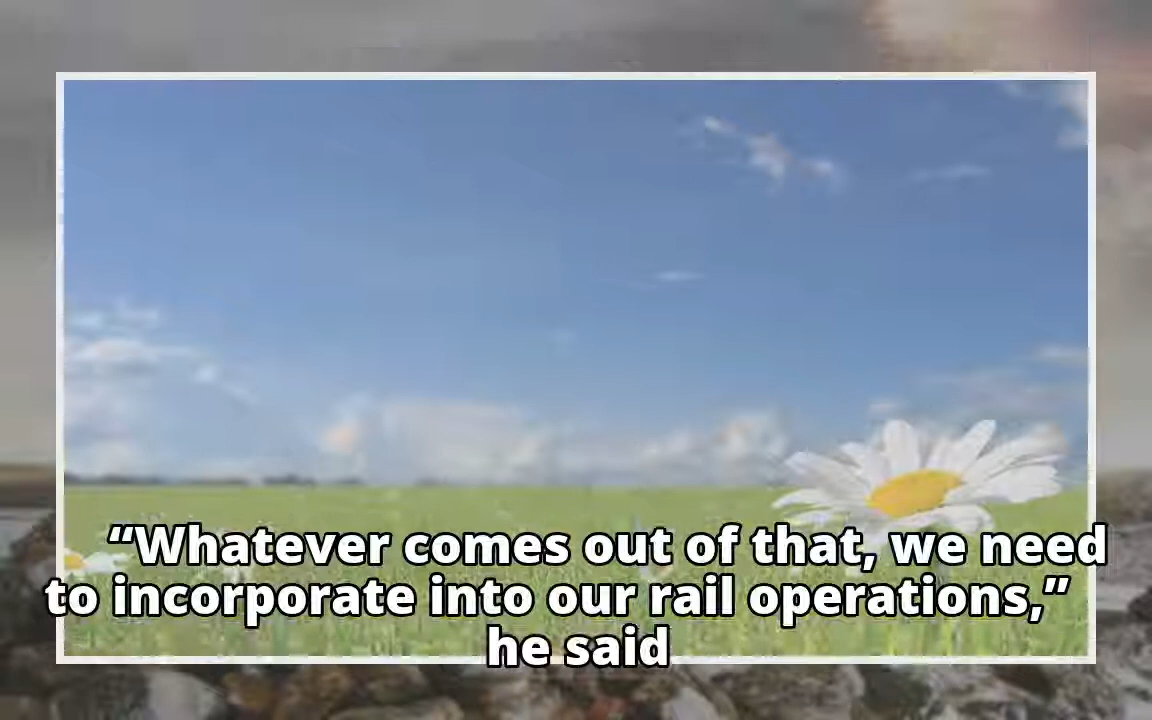 “Whatever comes out of that, we need
to incorporate into our rail operations,”
he said